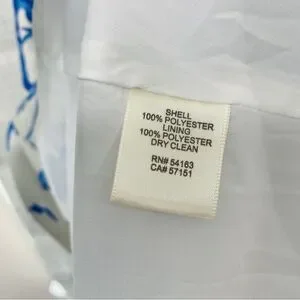 SHELL
100% POLYESTER
LINING
100% POLYESTER
DRY CLEAN
RN# 54163
CA# 57151